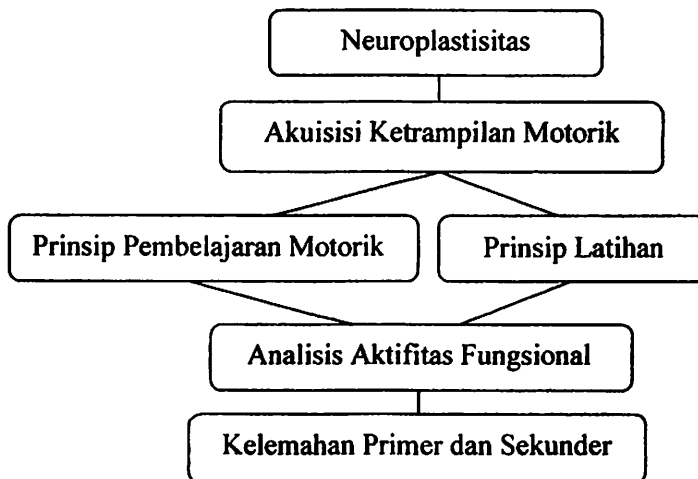 Neuroplastisitas
Akuisisi Ketrampilan Motorik
Prinsip Pembelajaran Motorik
Prinsip Latihan
Analisis Aktifitas Fungsional
Kelemahan Primer dan Sekunder